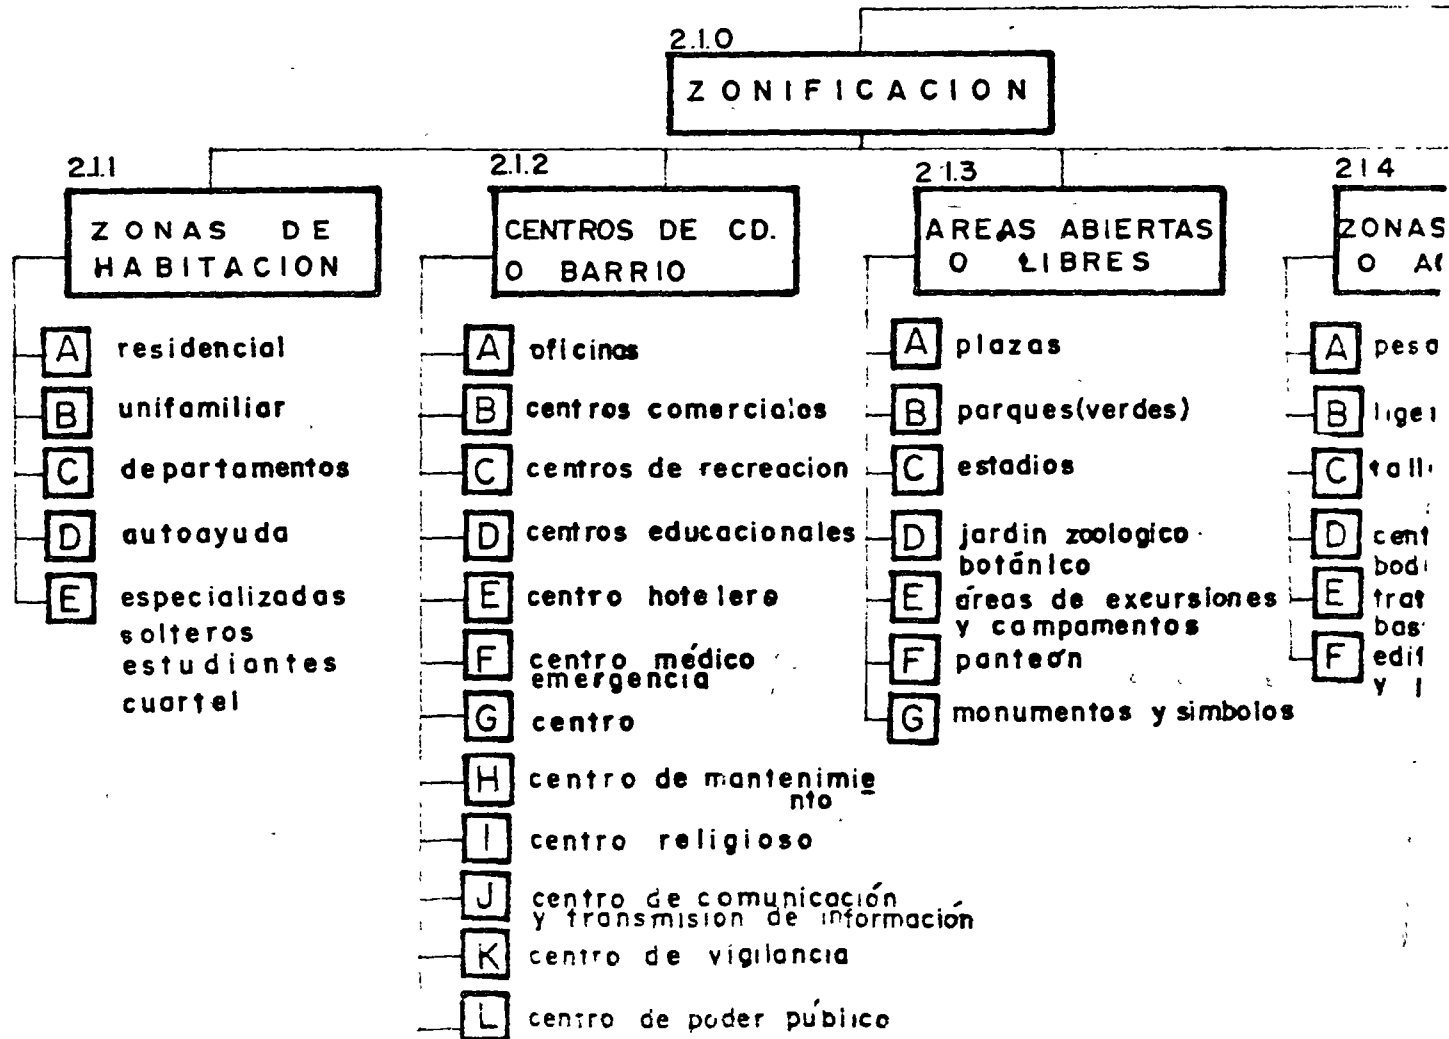 2.1.0
ZONIFICACION
2.1.1
ZONAS DE
HABITACION
A residencial
B unifamiliar
C departamentos
D autoayuda
E especializadas
solteros
estudiantes
cuartel
2.1.2
CENTROS DE CD.
O BARRIO
A oficinas
B centros comerciales
C centros de recreacion
D centros educacionales
E centro hotelero
F centro médico
emergencia
G centro
H centro de mantenimie
nto
I centro religioso
J centro de comunicación
y transmision de información
K centro de vigilancia
L centro de poder público
2 1.3
AREAS ABIERTAS
O LIBRES
A plazas
B parques(verdes)
C estadios
D jardin zoologico
botánico
E áreas de excursiones
y campamentos
F panteón
G monumentos y simbolos
2 1 4
ZONAS
O
A
B
C
D
E
F
y